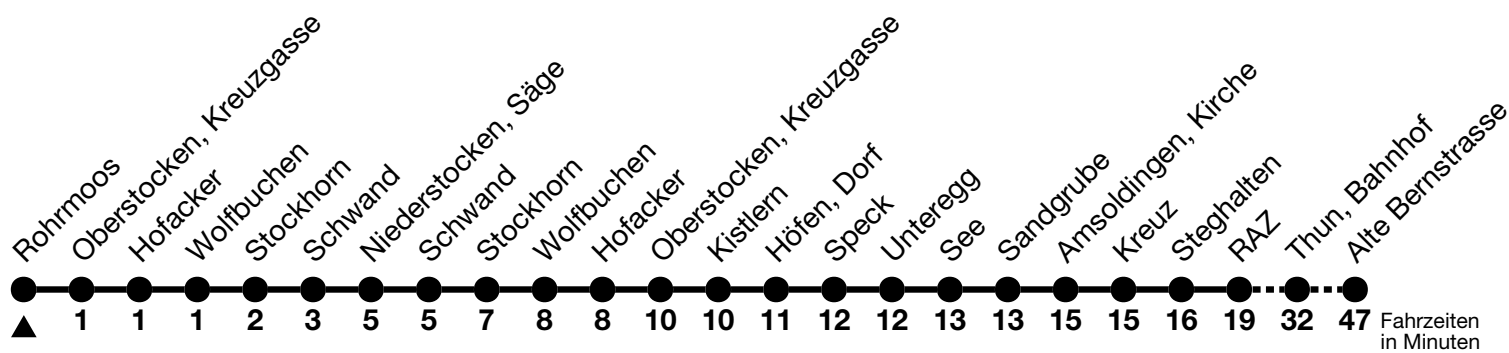 Rohrmoos
Oberstocken, Kreuzgasse
Hofacker
Wolfbuchen
Stockhorn
Schwand
Niederstocken, Säge
Schwand
Stockhorn
Wolfbuchen
Hofacker
Oberstocken, Kreuzgasse
Kistlern
Höfen, Dorf
Speck
Unteregg
See
Sandgrube
Amsoldingen, Kirche
Kreuz
Steghalten
RAZ
Thun, Bahnhof
Alte Bernstrasse
1 1 1 2 3 5 5 7 8 8 10 10 11 12 12 13 13 15 15 16 19 32 47 Fahrzeiten
in Minuten